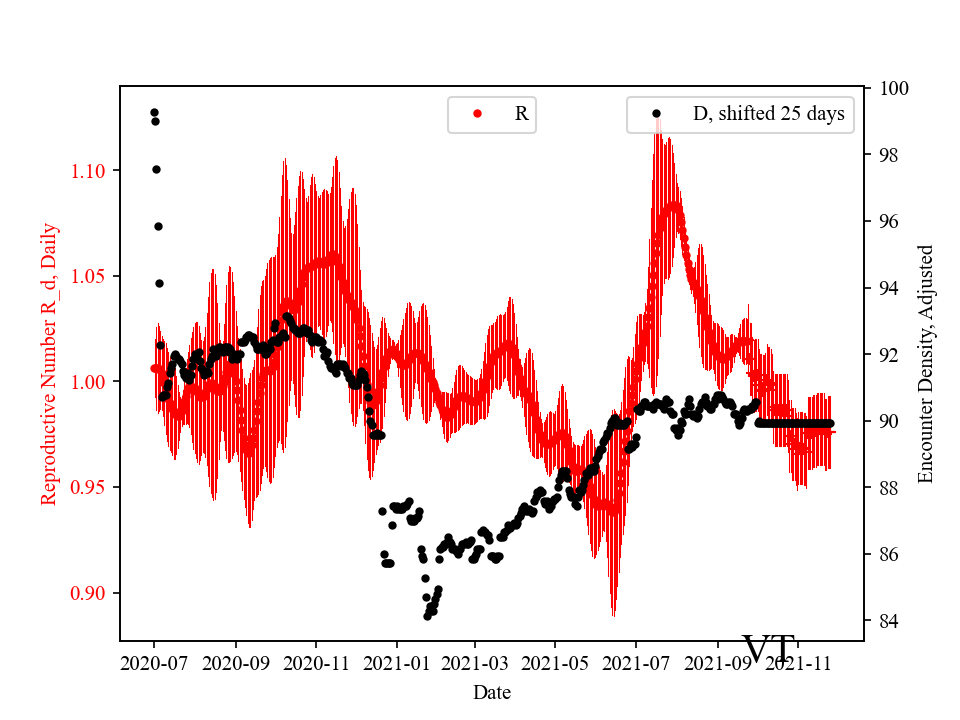 R
D, shifted 25 days
Reproductive Number R_d, Daily
1.10
1.05
1.00
0.95
0.90
100
98
96
94
92
90
88
86
84
Encounter Density, Adjusted
2020-07 2020-09 2020-11 2021-01 2021-03 2021-05 2021-07 2021-09 2021-11
VT
Date